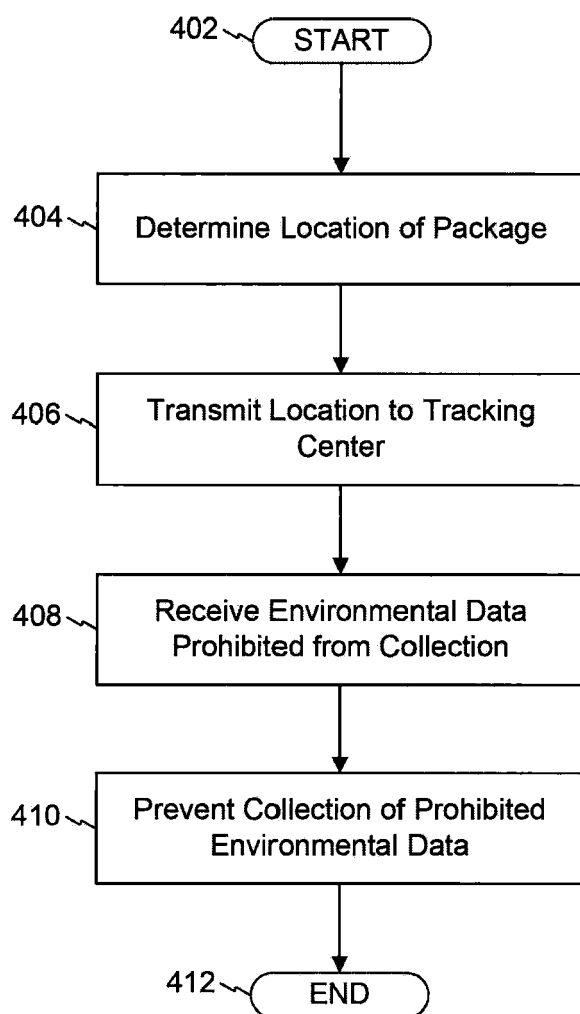 402 START
404 Determine Location of Package
406 Transmit Location to Tracking
Center
408 Receive Environmental Data
Prohibited from Collection
410 Prevent Collection of Prohibited
Environmental Data
412 END